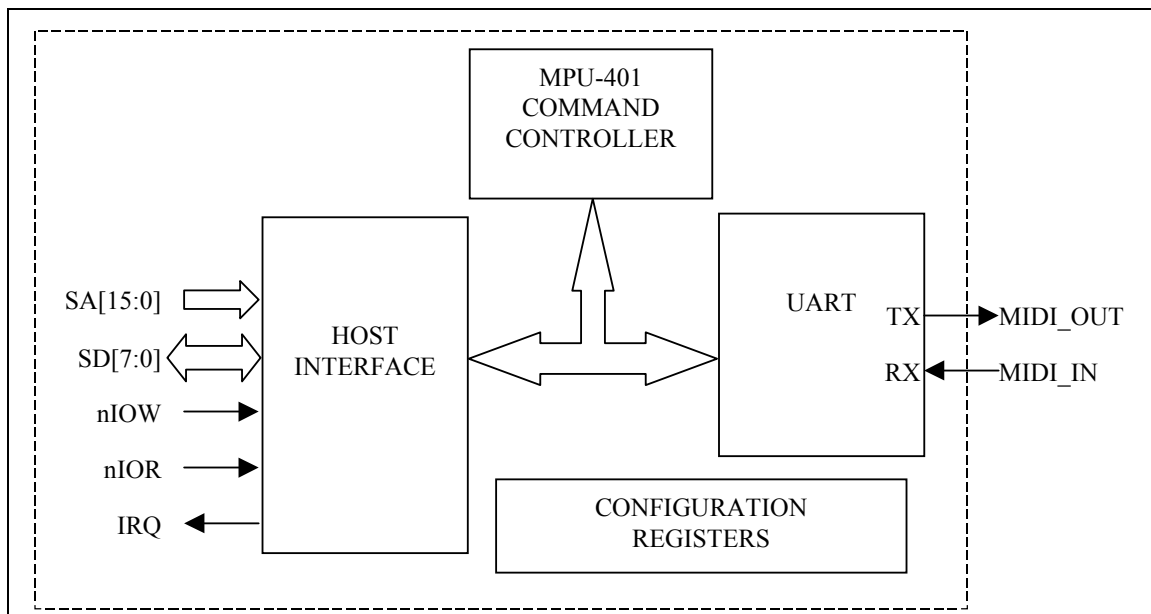 MPU-401
COMMAND
CONTROLLER
SA[15:0]
SD[7:0]
nIOW
nIOR
IRQ
HOST
INTERFACE
UART
TX
RX
MIDI_OUT
MIDI_IN
CONFIGURATION
REGISTERS